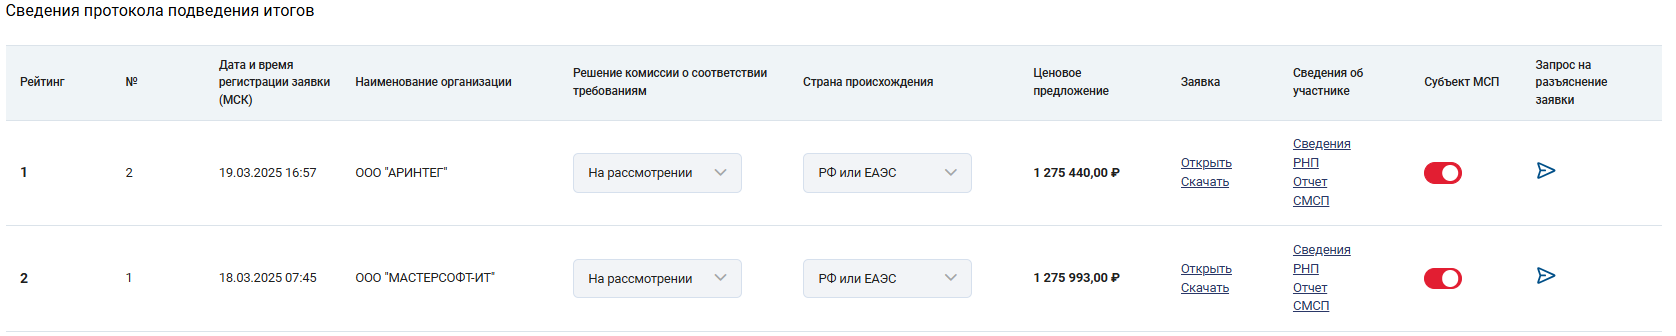 Сведения протокола подведения итогов
Рейтинг
№
Дата и время
регистрации заявки
(МСК)
Наименование организации
Решение комиссии о соответствии
требованиям
Страна происхождения
Ценовое
предложение
Заявка
Сведения об
участнике
Субъект МСП
Запрос на
разъяснение
заявки
1
2
19.03.2025 16:57
ООО "АРИНТЕГ"
На рассмотрении
РФ или ЕАЭС
1 275 440,00 ₽
Открыть
Скачать
Сведения
РНП
Отчет
СМСП
2
1
18.03.2025 07:45
ООО "МАСТЕРСОФТ-ИТ"
На рассмотрении
РФ или ЕАЭС
1 275 993,00 ₽
Открыть
Скачать
Сведения
РНП
Отчет
СМСП